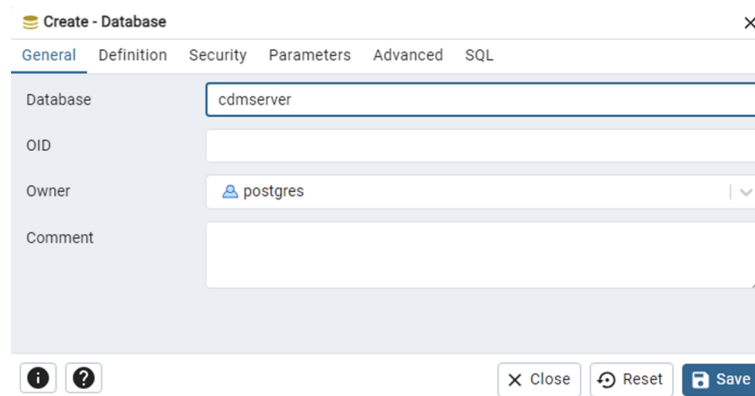 Create - Database
General Definition Security Parameters Advanced SQL
Database cdmserver
OID
Owner postgres
Comment
Close Reset Save